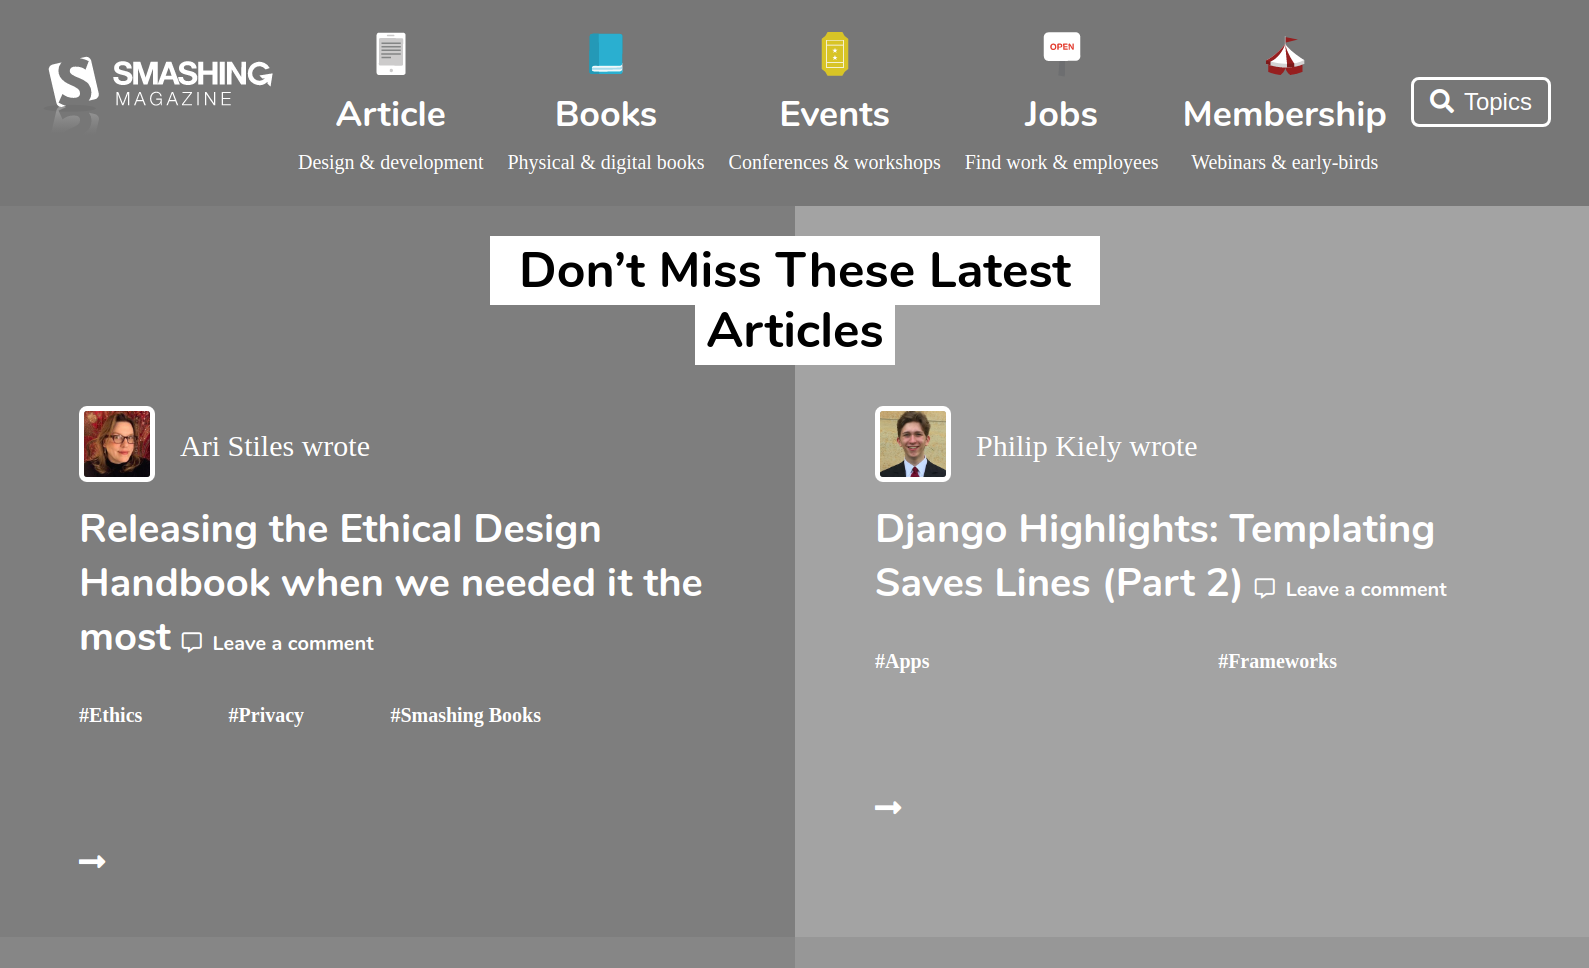 SMASHING
MAGAZINE
Article
Design & development
Books
Physical & digital books
Events
Conferences & workshops
OPEN
Jobs
Find work & employees
Membership
Webinars & early-birds
Topics
Don’t Miss These Latest
Articles
Ari Stiles wrote
Releasing the Ethical Design
Handbook when we needed it the
most Leave a comment
#Ethics #Privacy #Smashing Books
Philip Kiely wrote
Django Highlights: Templating
Saves Lines (Part 2) Leave a comment
#Apps #Frameworks